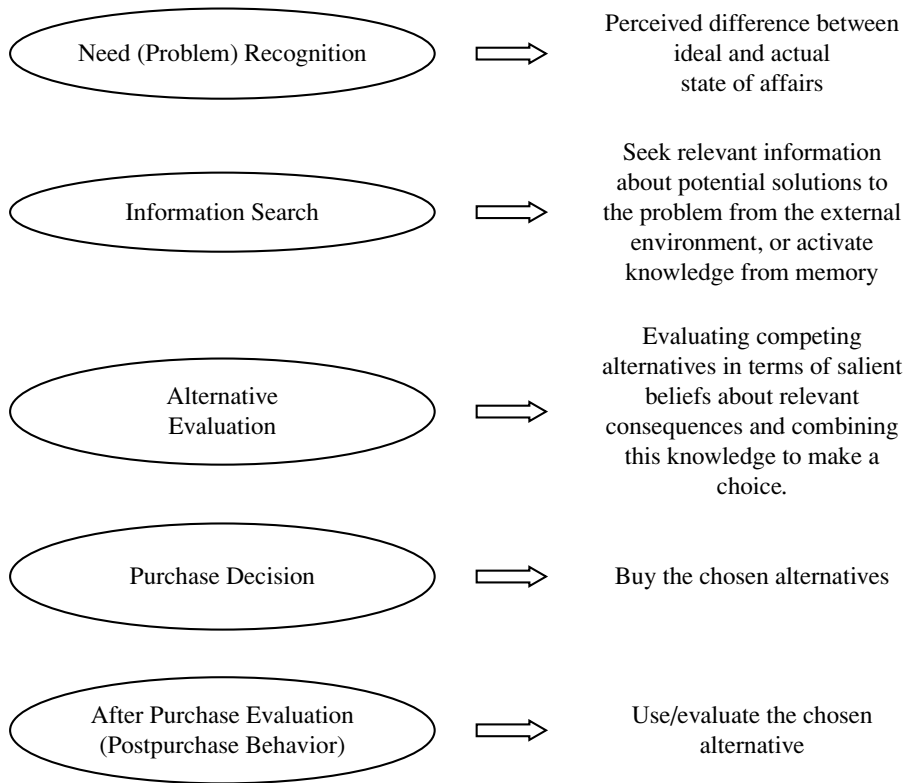 Need (Problem) Recognition
Perceived difference between
ideal and actual
state of affairs
Information Search
Seek relevant information
about potential solutions to
the problem from the external
environment, or activate
knowledge from memory
Alternative
Evaluation
Evaluating competing
alternatives in terms of salient
beliefs about relevant
consequences and combining
this knowledge to make a
choice.
Purchase Decision
Buy the chosen alternatives
After Purchase Evaluation
(Postpurchase Behavior)
Use/evaluate the chosen
alternative